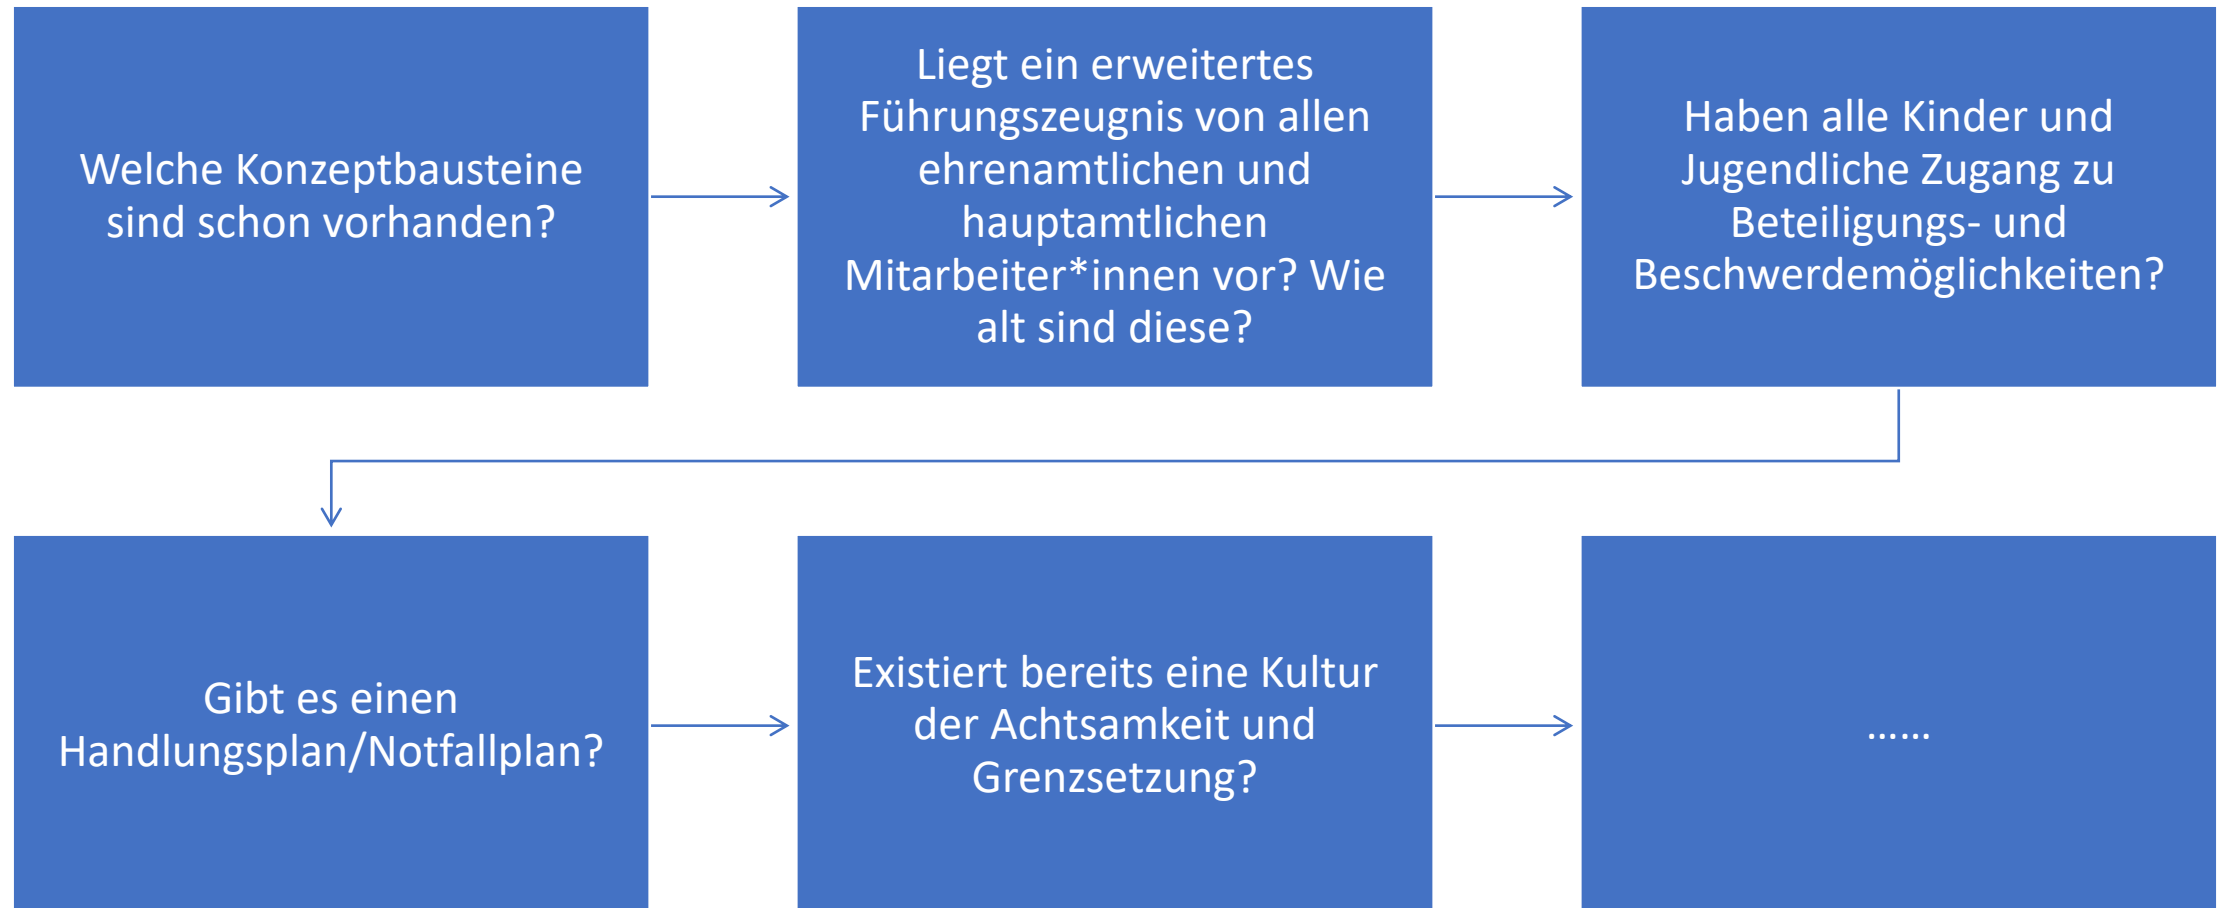 Welche Konzeptbausteine
sind schon vorhanden?
Liegt ein erweitertes
Führungszeugnis von allen
ehrenamtlichen und
hauptamtlichen
Mitarbeiter*innen vor? Wie
alt sind diese?
Haben alle Kinder und
Jugendliche Zugang zu
Beteiligungs- und
Beschwerdemöglichkeiten?
Gibt es einen
Handlungsplan/Notfallplan?
Existiert bereits eine Kultur
der Achtsamkeit und
Grenzsetzung?
……